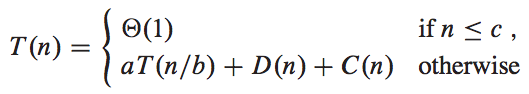 T(n) = { Θ(1) if n ≤ c ,
aT(n/b) + D(n) + C(n) otherwise